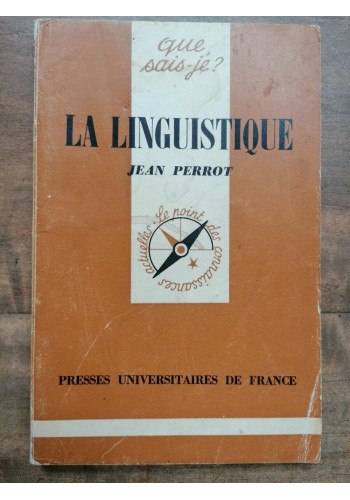 que
sais-je?
LA LINGUISTIQUE
JEAN PERROT
le point des connaissances actuelles
PRESSES UNIVERSITAIRES DE FRANCE